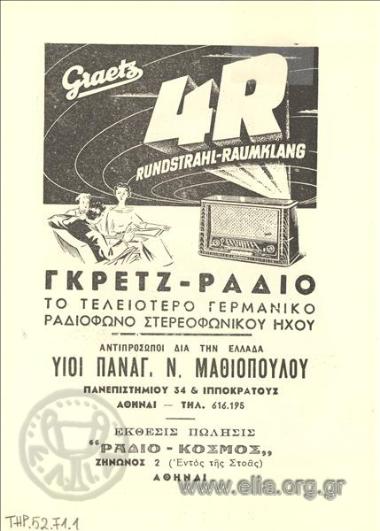 Graetz
4R
RUNDSTRAHL-RAUMKLANG
ΓΚΡΕΤΖ-ΡΑΔΙΟ
ΤΟ ΤΕΛΕΙΟΤΕΡΟ ΓΕΡΜΑΝΙΚΟ
ΡΑΔΙΟΦΩΝΟ ΣΤΕΡΕΟΦΩΝΙΚΟΥ ΗΧΟΥ
ΑΝΤΙΠΡΟΣΩΠΟΙ ΔΙΑ ΤΗΝ ΕΛΛΑΔΑ
ΥΙΟΙ ΠΑΝΑΓ. Ν. ΜΑΘΙΟΠΟΥΛΟΥ
ΠΑΝΕΠΙΣΤΗΜΙΟΥ 34 & ΙΠΠΟΚΡΑΤΟΥΣ
ΑΘΗΝΑΙ — ΤΗΛ. 616.195
ΕΚΘΕΣΙΣ ΠΩΛΗΣΙΣ
"ΡΑΔΙΟ - ΚΟΣΜΟΣ"
ΖΗΝΩΝΟΣ 2 (Ἐντὸς τῆς Στοᾶς)
ΑΘΗΝΑΙ
www.elia.org.gr
ΤΗΡ.52.71.1